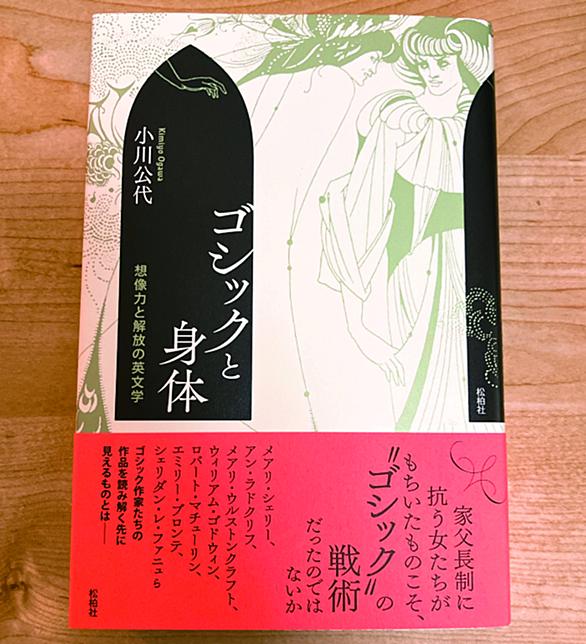 Kimiyo Ogawa
小川公代
ゴシックと
身体
想像力と解放の英文学
松柏社
家父長制に
抗う女たちが
もちいたものこそ、
〝ゴシック〟の
戦術
だったのでは
ないか
メアリ・シェリー、
アン・ラドクリフ、
メアリ・ウルストンクラフト、
ウィリアム・ゴドウィン、
ロバート・マチューリン、
エミリー・ブロンテ、
シェリダン・レ・ファニュら
ゴシック作家たちの
作品を読み解く先に
見えるものとは——
松柏社